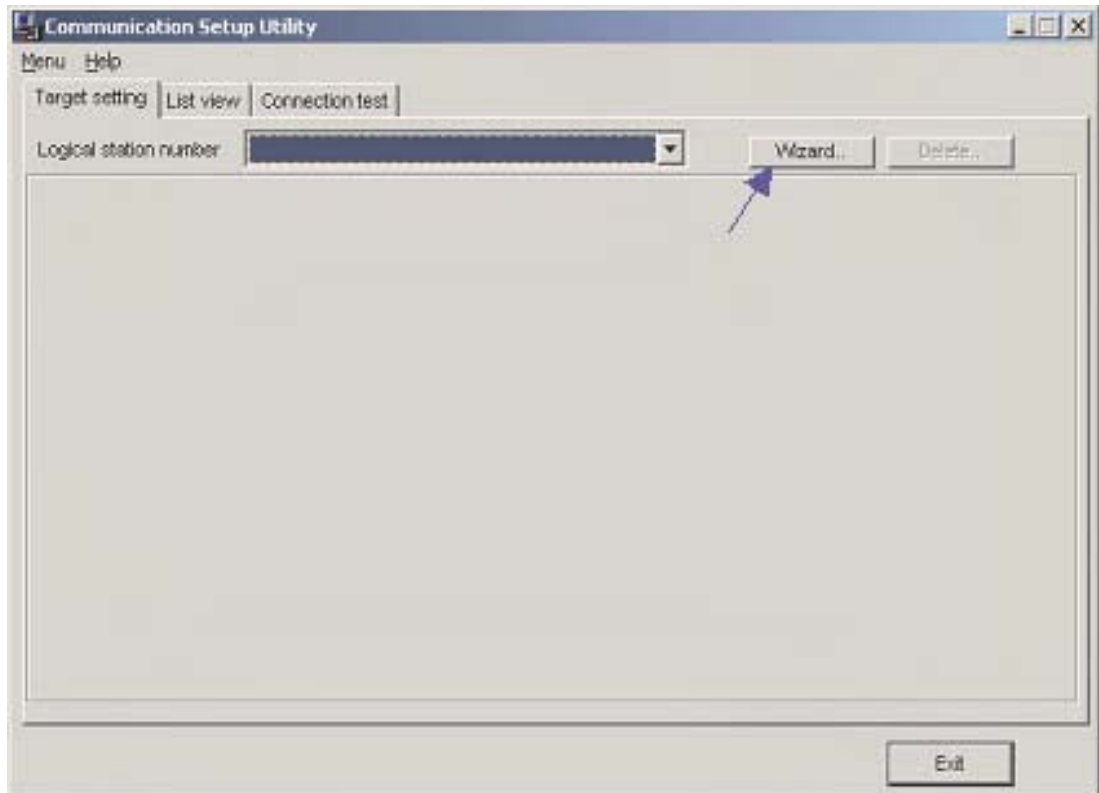 Communication Setup Utility
Menu Help
Target setting List view Connection test
Logical station number Wizard... Delete...
Exit